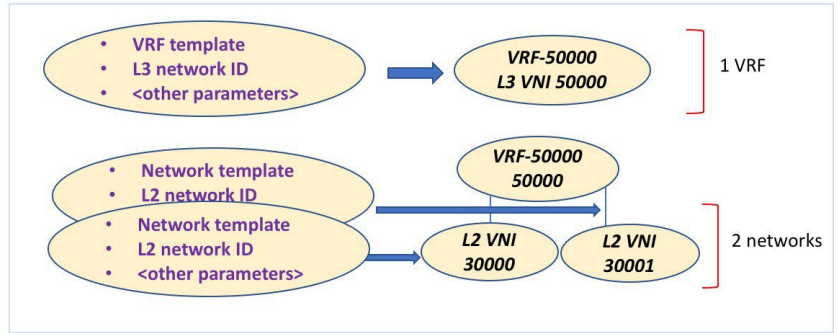 VRF template
L3 network ID
<other parameters>
VRF-50000
L3 VNI 50000
1 VRF
Network template
L2 network ID
VRF-50000
50000
Network template
L2 network ID
<other parameters>
L2 VNI
30000
L2 VNI
30001
2 networks